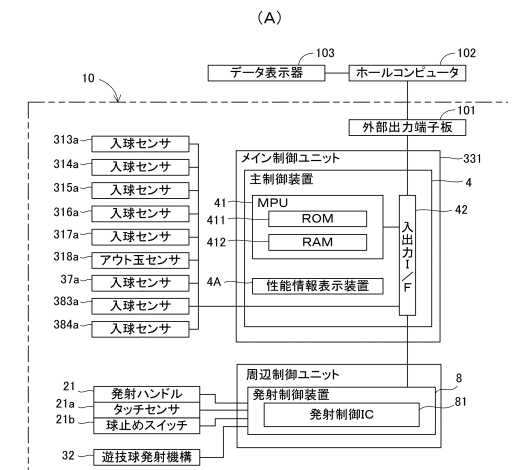 (A)
103
データ表示器
102
ホールコンピュータ
10
101
外部出力端子板
313a
入球センサ
314a
入球センサ
315a
入球センサ
316a
入球センサ
317a
入球センサ
318a
アウト玉センサ
37a
入球センサ
383a
入球センサ
384a
入球センサ
メイン制御ユニット
331
主制御装置
4
41
MPU
411
ROM
412
RAM
42
入出力I/F
4A
性能情報表示装置
周辺制御ユニット
8
発射制御装置
81
発射制御IC
21
発射ハンドル
21a
タッチセンサ
21b
球止めスイッチ
32
遊技球発射機構